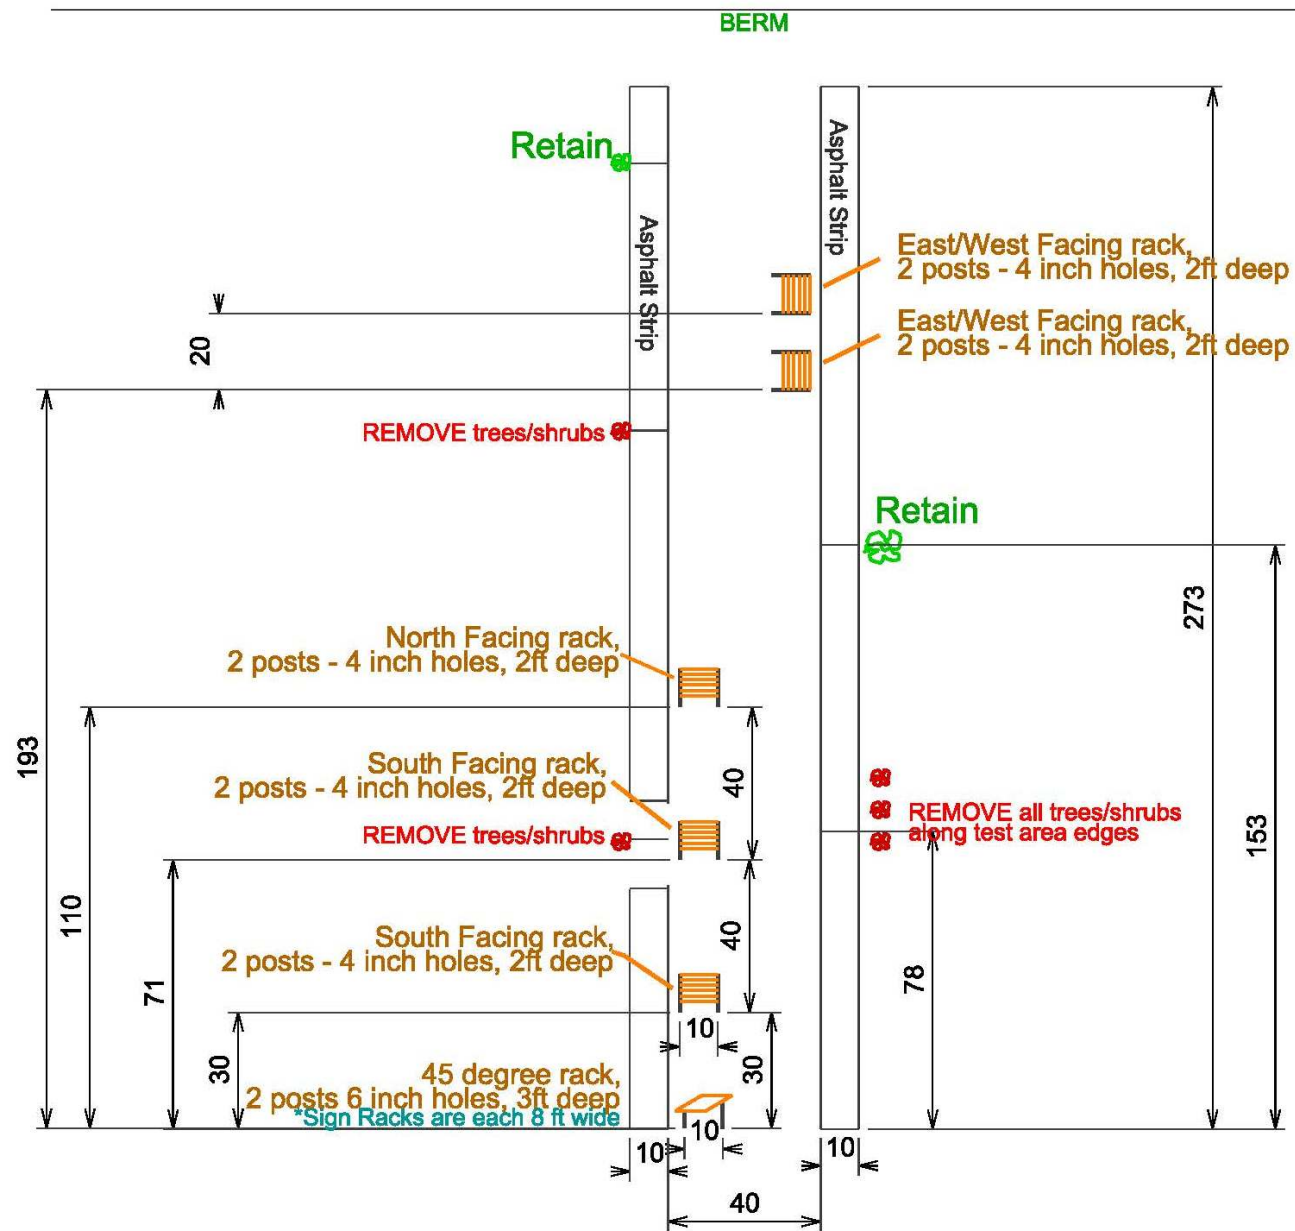 BERM
Retain
Asphalt Strip
Asphalt Strip
East/West Facing rack,
2 posts - 4 inch holes, 2ft deep
East/West Facing rack,
2 posts - 4 inch holes, 2ft deep
20
REMOVE trees/shrubs
Retain
273
North Facing rack,
2 posts - 4 inch holes, 2ft deep
193
110
South Facing rack,
2 posts - 4 inch holes, 2ft deep
40
REMOVE trees/shrubs
REMOVE all trees/shrubs
along test area edges
153
71
South Facing rack,
2 posts - 4 inch holes, 2ft deep
40
78
10
30
30
45 degree rack,
2 posts 6 inch holes, 3ft deep
*Sign Racks are each 8 ft wide
10
10
10
40